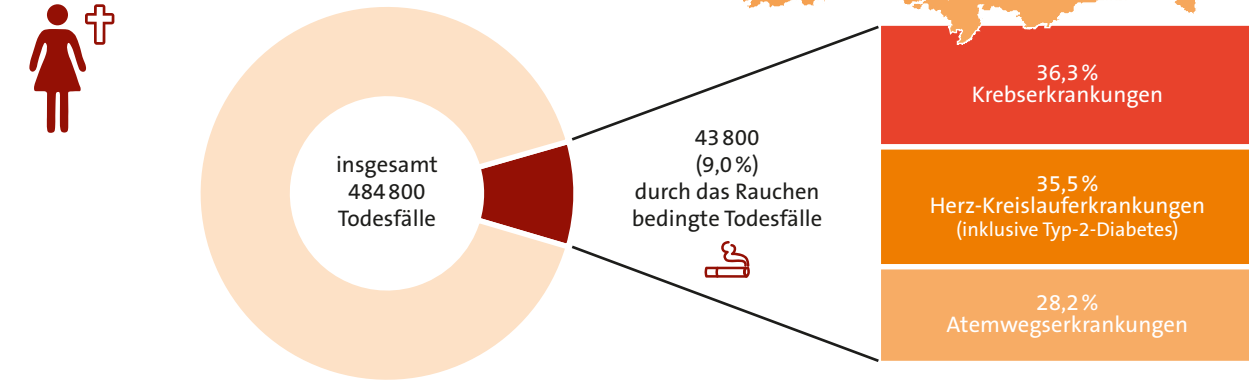 insgesamt
484 800
Todesfälle
43 800
(9,0 %)
durch das Rauchen
bedingte Todesfälle
36,3 %
Krebserkrankungen
35,5 %
Herz-Kreislauferkrankungen
(inklusive Typ-2-Diabetes)
28,2 %
Atemwegserkrankungen